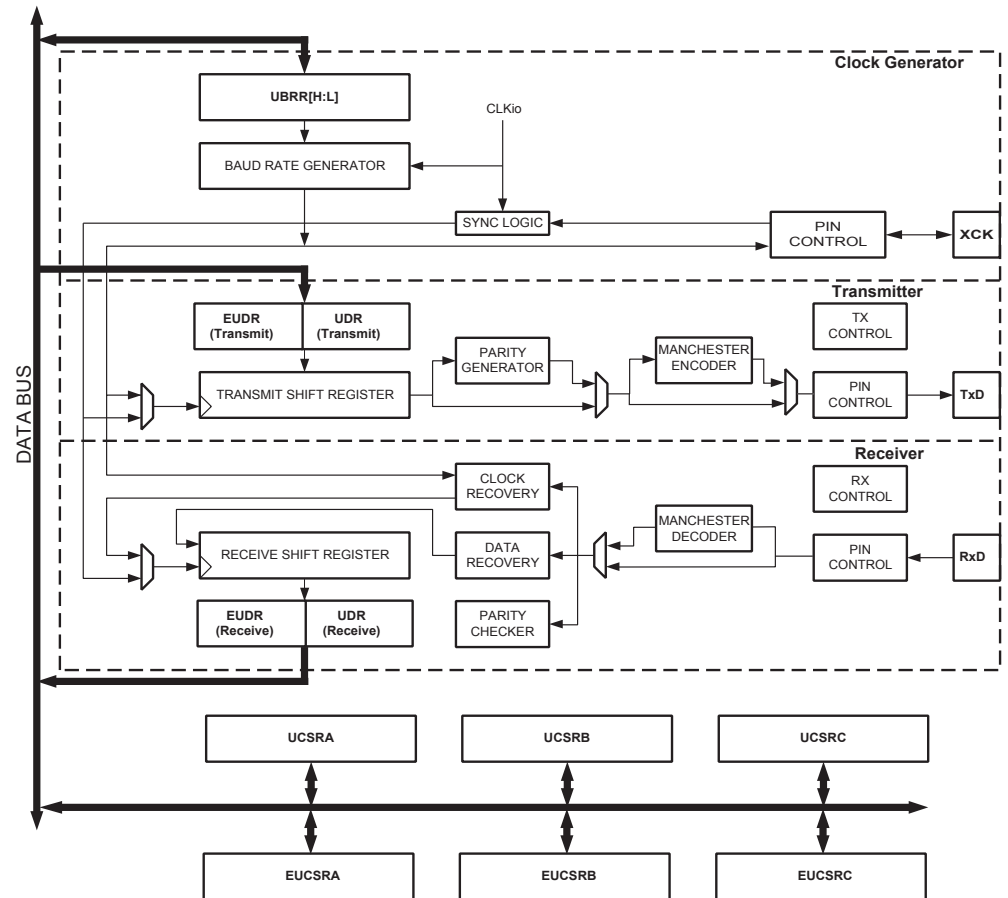 Clock Generator
UBRR[H:L]
CLKio
BAUD RATE GENERATOR
SYNC LOGIC
PIN
CONTROL
XCK
DATA BUS
Transmitter
EUDR
(Transmit)
UDR
(Transmit)
TX
CONTROL
PARITY
GENERATOR
MANCHESTER
ENCODER
TRANSMIT SHIFT REGISTER
PIN
CONTROL
TxD
Receiver
CLOCK
RECOVERY
RX
CONTROL
MANCHESTER
DECODER
RECEIVE SHIFT REGISTER
DATA
RECOVERY
PIN
CONTROL
RxD
EUDR
(Receive)
UDR
(Receive)
PARITY
CHECKER
UCSRA
UCSRB
UCSRC
EUCSRA
EUCSRB
EUCSRC